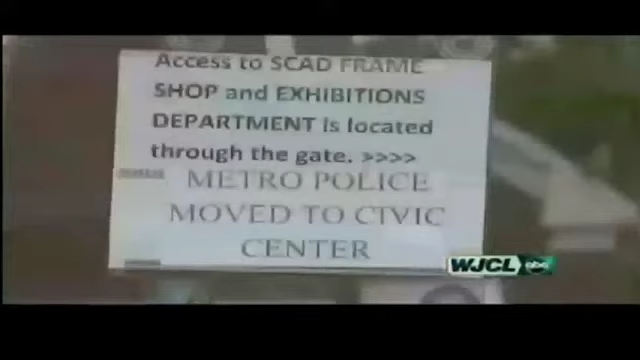 Access to SCAD FRAME
SHOP and EXHIBITIONS
DEPARTMENT is located
through the gate. >>>>
METRO POLICE
MOVED TO CIVIC
CENTER
WJCL abc